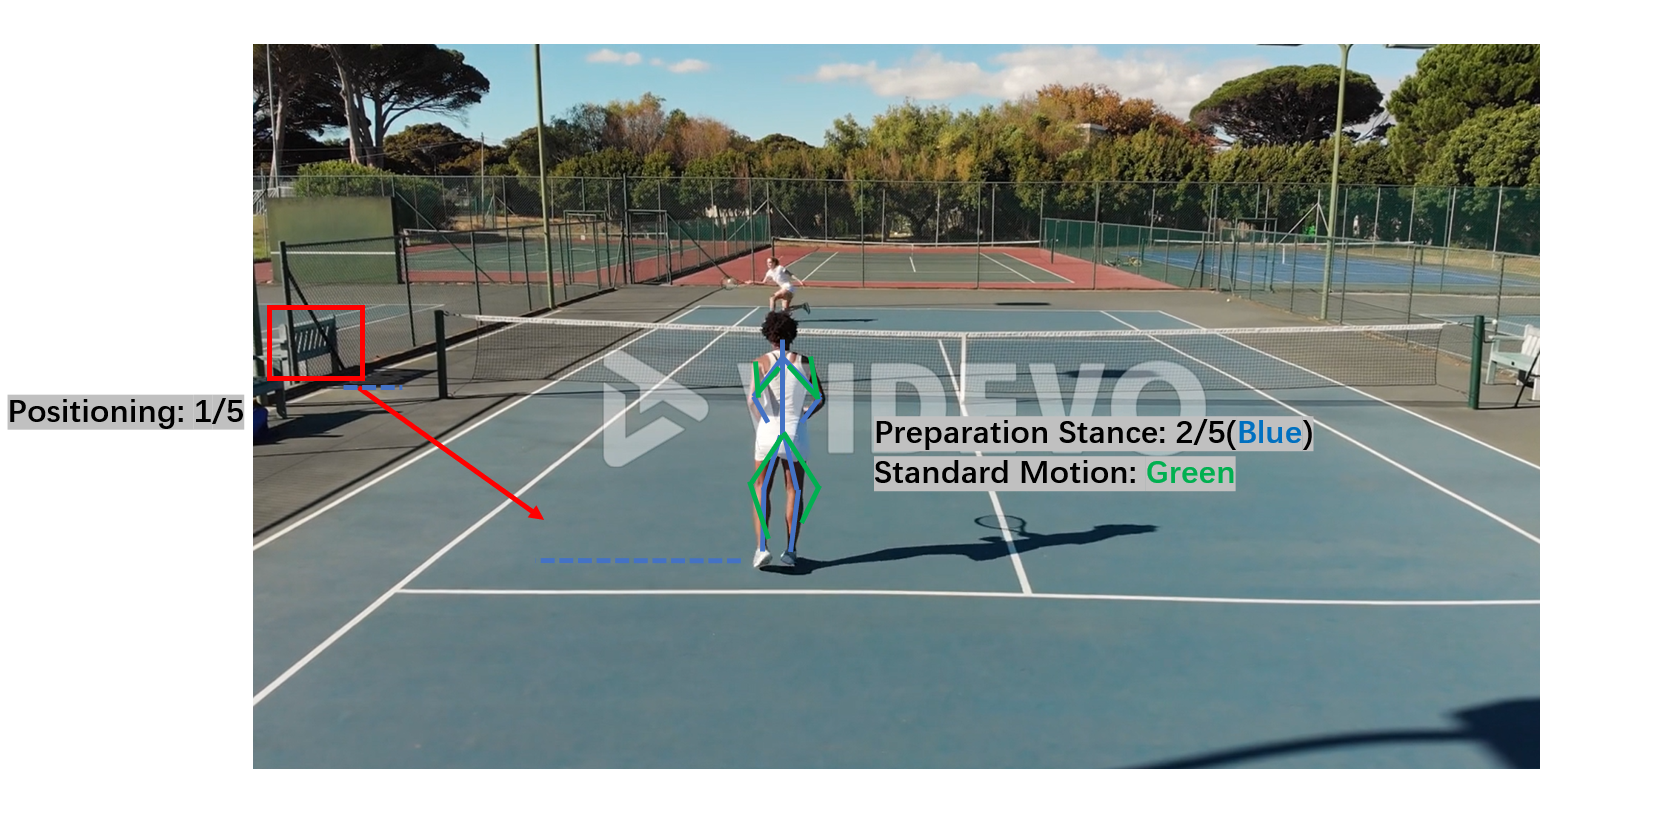 Positioning: 1/5
VIDEVO
Preparation Stance: 2/5(Blue)
Standard Motion: Green